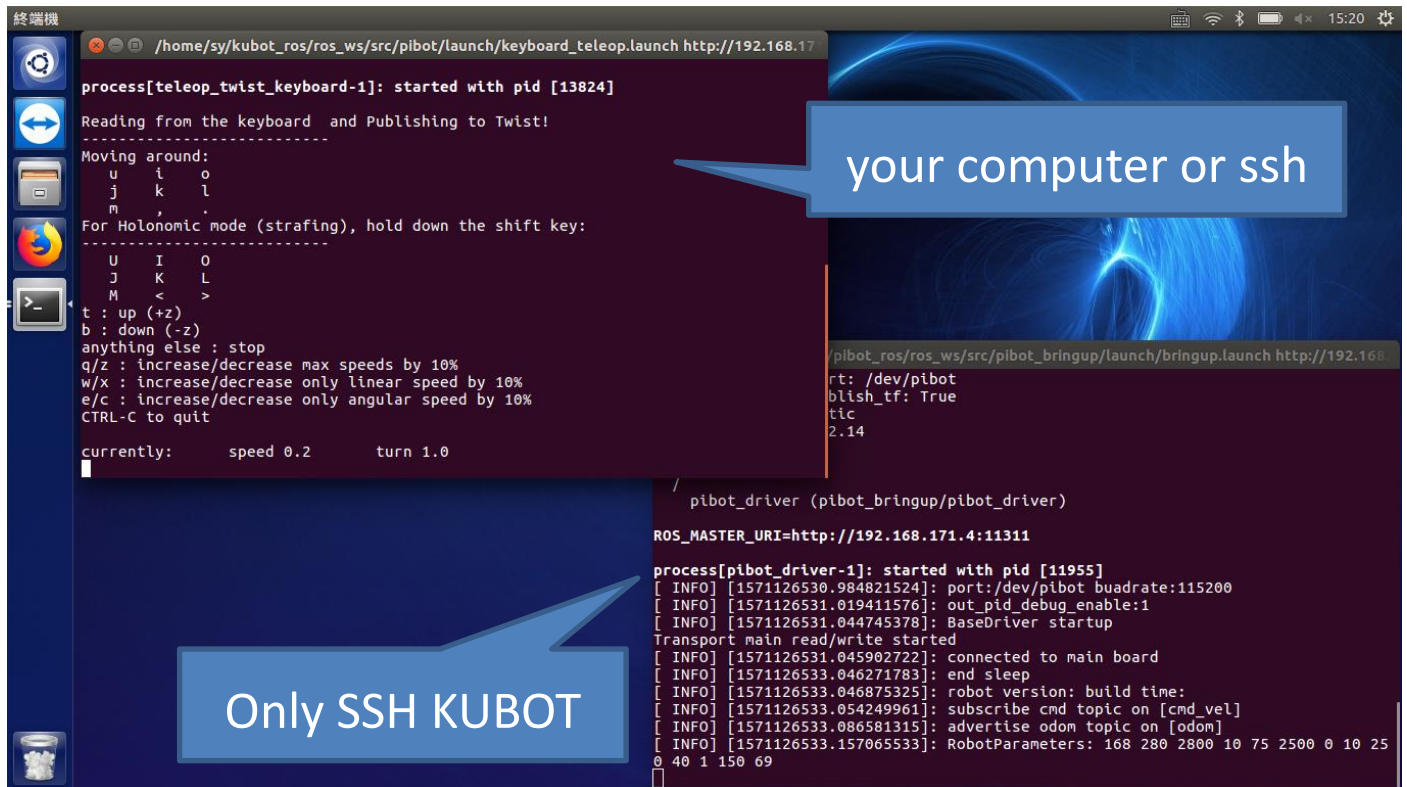 終端機
15:20
/home/sy/kubot_ros/ros_ws/src/pibot/launch/keyboard_teleop.launch http://192.168.17
process[teleop_twist_keyboard-1]: started with pid [13824]
Reading from the keyboard  and Publishing to Twist!
---------------------------
Moving around:
   u    i    o
   j    k    l
   m    ,    .
For Holonomic mode (strafing), hold down the shift key:
---------------------------
   U    I    O
   J    K    L
   M    <    >
t : up (+z)
b : down (-z)
anything else : stop
q/z : increase/decrease max speeds by 10%
w/x : increase/decrease only linear speed by 10%
e/c : increase/decrease only angular speed by 10%
CTRL-C to quit
currently:	speed 0.2	turn 1.0
your computer or ssh
/pibot_ros/ros_ws/src/pibot_bringup/launch/bringup.launch http://192.168.
rt: /dev/pibot
blish_tf: True
tic
2.14
/
pibot_driver (pibot_bringup/pibot_driver)
ROS_MASTER_URI=http://192.168.171.4:11311
process[pibot_driver-1]: started with pid [11955]
[ INFO] [1571126530.984821524]: port:/dev/pibot buadrate:115200
[ INFO] [1571126531.019411576]: out_pid_debug_enable:1
[ INFO] [1571126531.044745378]: BaseDriver startup
Transport main read/write started
[ INFO] [1571126531.045902722]: connected to main board
[ INFO] [1571126533.046271783]: end sleep
[ INFO] [1571126533.046875325]: robot version: build time:
[ INFO] [1571126533.054249961]: subscribe cmd topic on [cmd_vel]
[ INFO] [1571126533.086581315]: advertise odom topic on [odom]
[ INFO] [1571126533.157065533]: RobotParameters: 168 280 2800 10 75 2500 0 10 25
0 40 1 150 69
Only SSH KUBOT